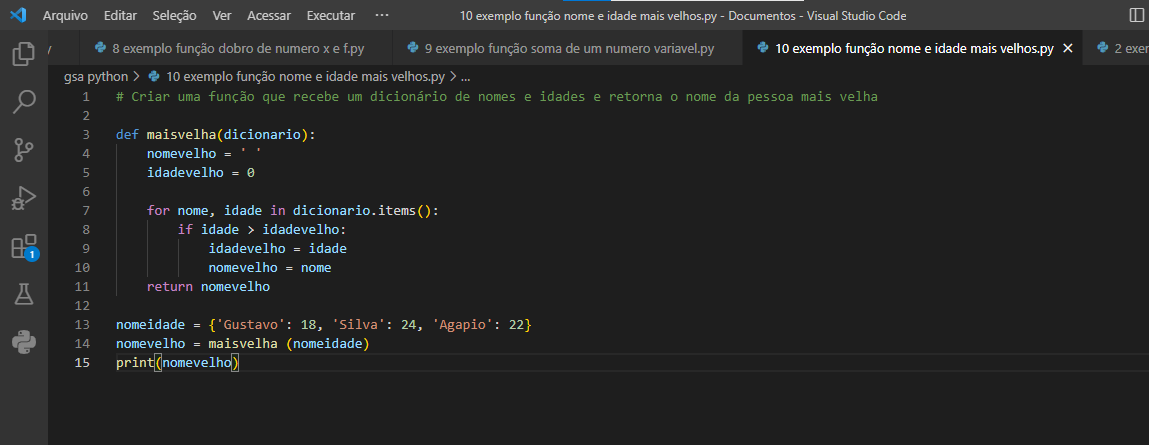 Arquivo Editar Seleção Ver Acessar Executar ··· 10 exemplo função nome e idade mais velhos.py - Documentos - Visual Studio Code
8 exemplo função dobro de numero x e f.py 9 exemplo função soma de um numero variavel.py 10 exemplo função nome e idade mais velhos.py 2 exer
gsa python > 10 exemplo função nome e idade mais velhos.py > ...
1 # Criar uma função que recebe um dicionário de nomes e idades e retorna o nome da pessoa mais velha
2
3 def maisvelha(dicionario):
4     nomevelho = ' '
5     idadevelho = 0
6
7     for nome, idade in dicionario.items():
8         if idade > idadevelho:
9             idadevelho = idade
10             nomevelho = nome
11     return nomevelho
12
13 nomeidade = {'Gustavo': 18, 'Silva': 24, 'Agapio': 22}
14 nomevelho = maisvelha (nomeidade)
15 print(nomevelho)
1